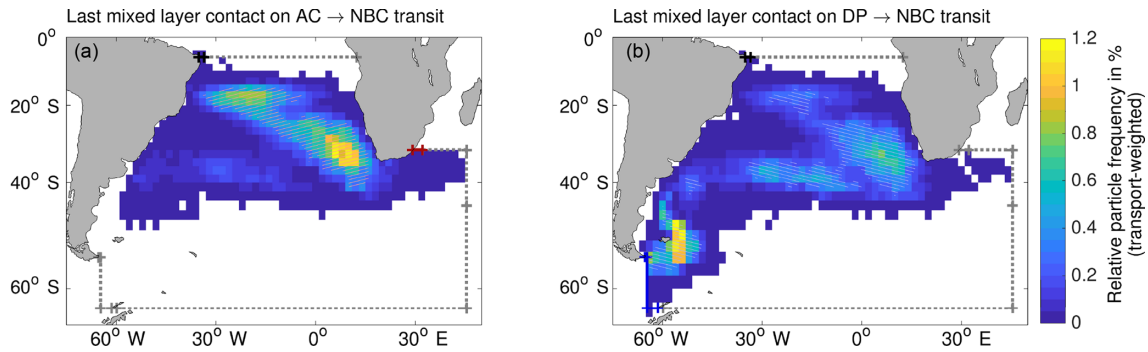 Last mixed layer contact on AC → NBC transit
(a)
0° S
20° S
40° S
60° S
60° W
30° W
0° W
30° E
Last mixed layer contact on DP → NBC transit
(b)
0° S
20° S
40° S
60° S
60° W
30° W
0° W
30° E
1.2
1
0.8
0.6
0.4
0.2
0
Relative particle frequency in %
(transport-weighted)